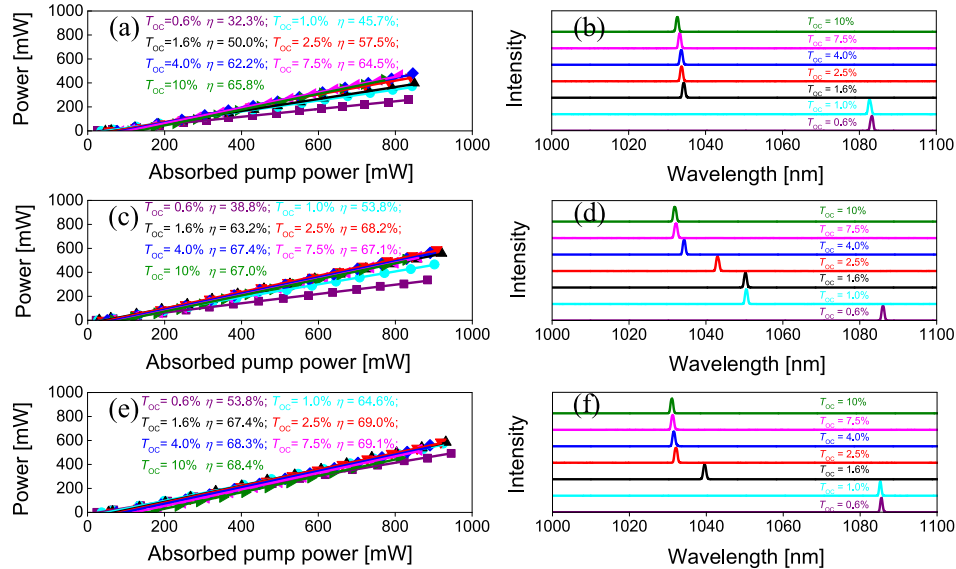 (a)
Power [mW]
1000
800
600
400
200
0
T_OC=0.6% η = 32.3%; T_OC=1.0% η = 45.7%;
T_OC=1.6% η = 50.0%; T_OC= 2.5% η = 57.5%;
T_OC=4.0% η = 62.2%; T_OC= 7.5% η = 64.5%;
T_OC=10% η = 65.8%
0 200 400 600 800 1000
Absorbed pump power [mW]
(b)
Intensity
T_OC = 10%
T_OC = 7.5%
T_OC = 4.0%
T_OC = 2.5%
T_OC = 1.6%
T_OC = 1.0%
T_OC = 0.6%
1000 1020 1040 1060 1080 1100
Wavelength [nm]
(c)
Power [mW]
1000
800
600
400
200
0
T_OC= 0.6% η = 38.8%; T_OC= 1.0% η = 53.8%;
T_OC= 1.6% η = 63.2%; T_OC= 2.5% η = 68.2%;
T_OC= 4.0% η = 67.4%; T_OC= 7.5% η = 67.1%;
T_OC= 10% η = 67.0%
0 200 400 600 800 1000
Absorbed pump power [mW]
(d)
Intensity
T_OC = 10%
T_OC = 7.5%
T_OC = 4.0%
T_OC = 2.5%
T_OC = 1.6%
T_OC = 1.0%
T_OC = 0.6%
1000 1020 1040 1060 1080 1100
Wavelength [nm]
(e)
Power [mW]
1000
800
600
400
200
0
T_OC= 0.6% η = 53.8%; T_OC= 1.0% η = 64.6%;
T_OC= 1.6% η = 67.4%; T_OC= 2.5% η = 69.0%;
T_OC= 4.0% η = 68.3%; T_OC= 7.5% η = 69.1%;
T_OC= 10% η = 68.4%
0 200 400 600 800 1000
Absorbed pump power [mW]
(f)
Intensity
T_OC = 10%
T_OC = 7.5%
T_OC = 4.0%
T_OC = 2.5%
T_OC = 1.6%
T_OC = 1.0%
T_OC = 0.6%
1000 1020 1040 1060 1080 1100
Wavelength [nm]